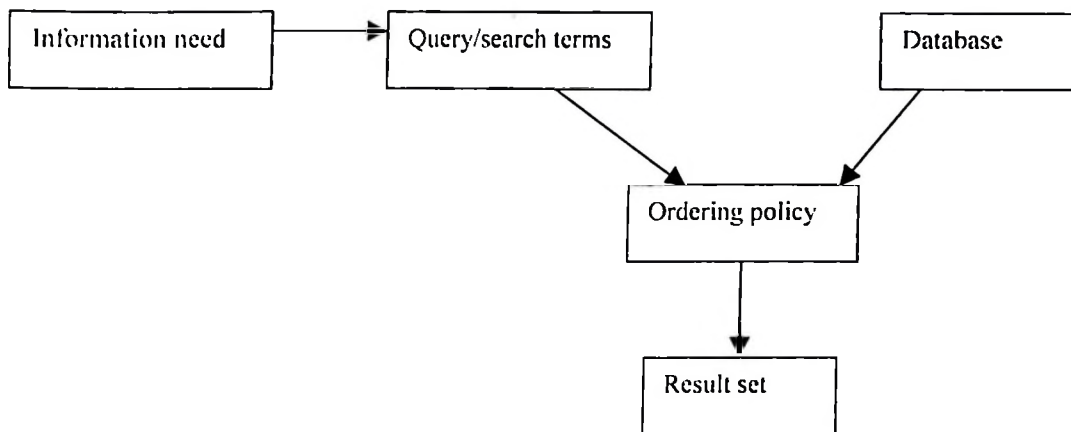 Information need
Query/search terms
Database
Ordering policy
Result set